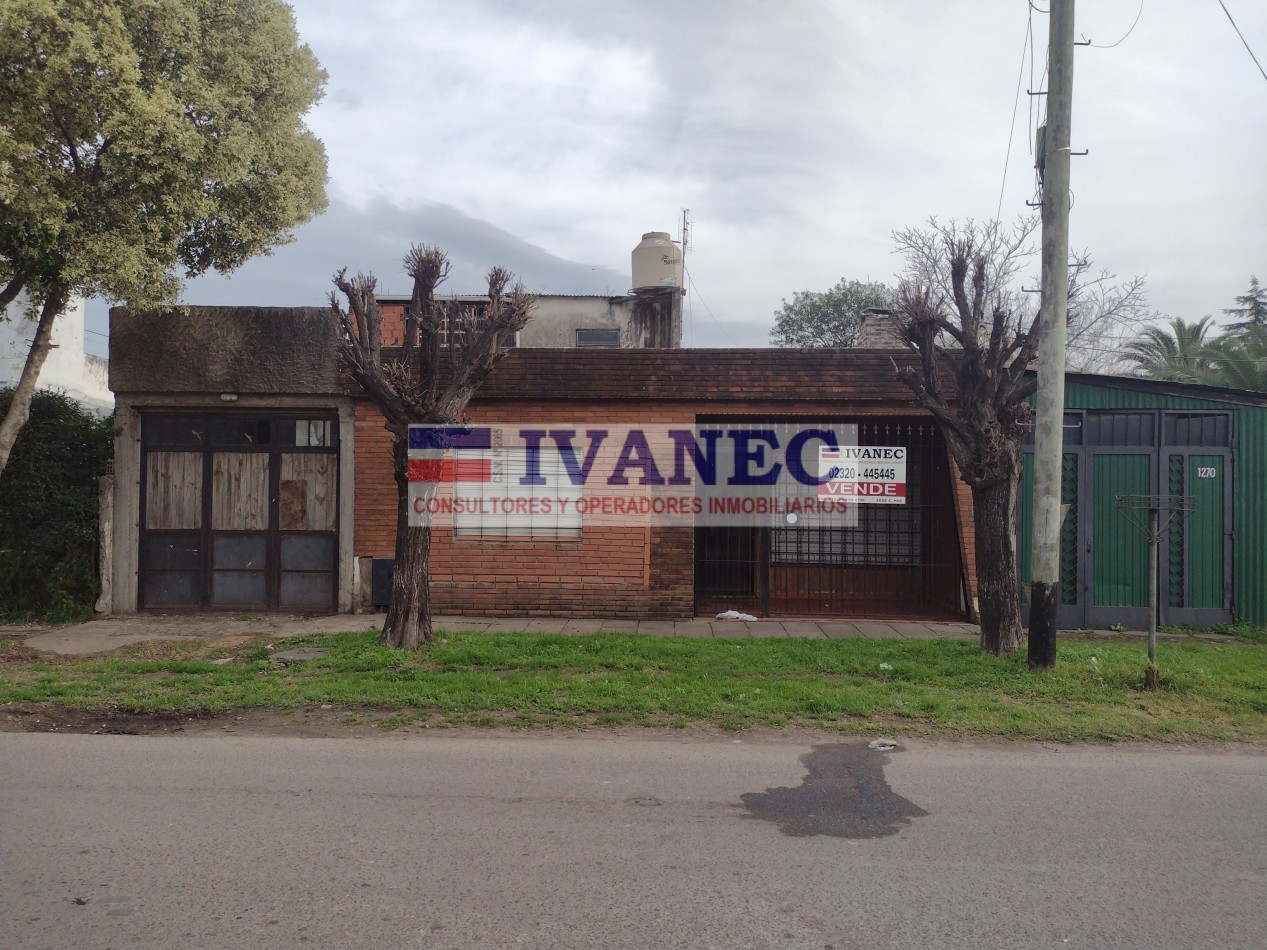 IVANEC
CONSULTORES Y OPERADORES INMOBILIARIOS
IVANEC
02320 - 445445
VENDE
1270